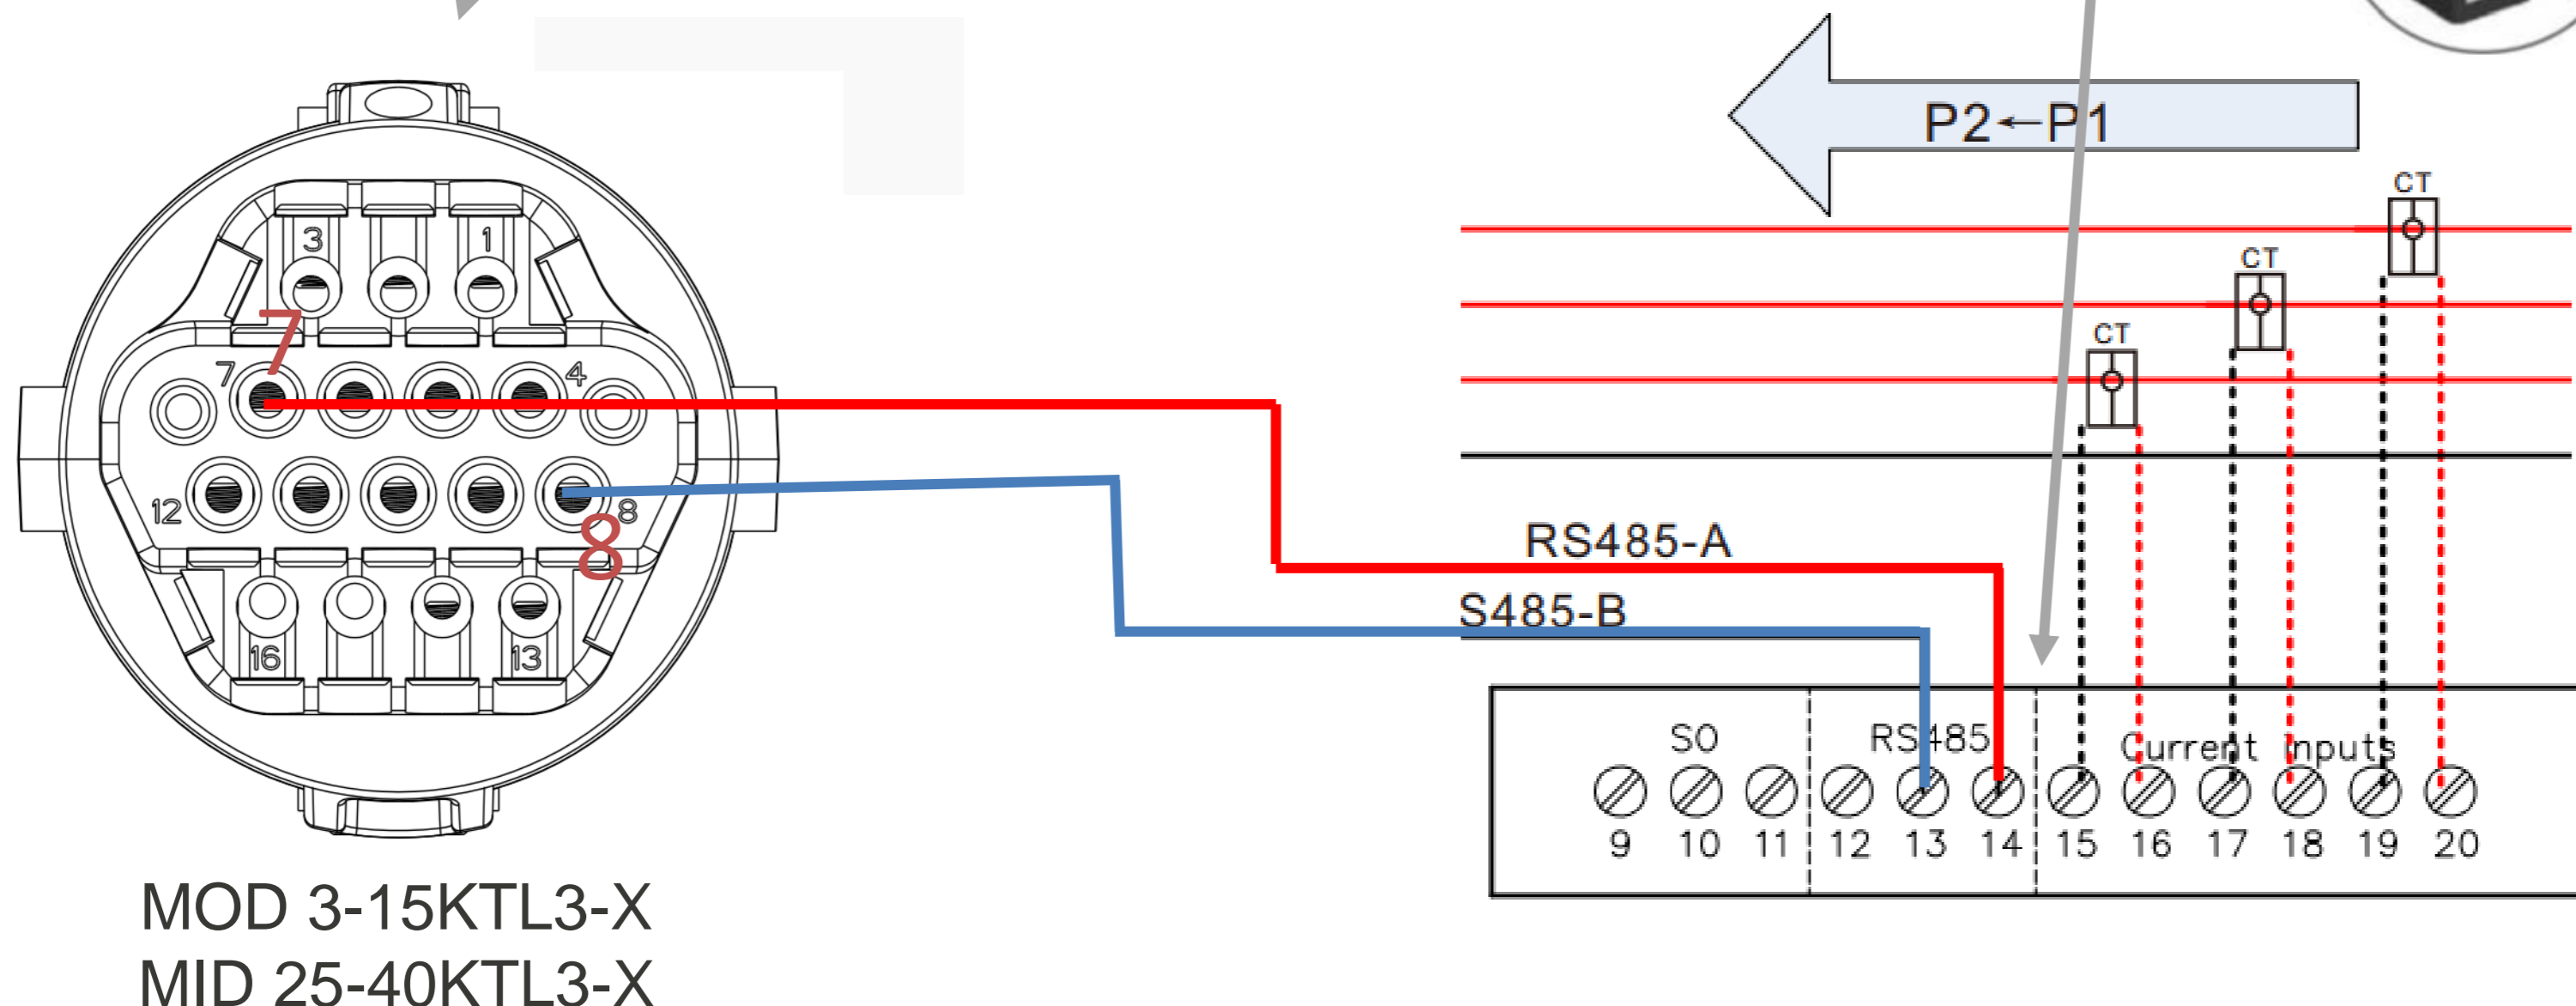 P2←P1
CT
CT
CT
3 1
7
7 4
12 8
8
16 13
RS485-A
S485-B
S0 RS485 Current Inputs
9 10 11 12 13 14 15 16 17 18 19 20
MOD 3-15KTL3-X
MID 25-40KTL3-X